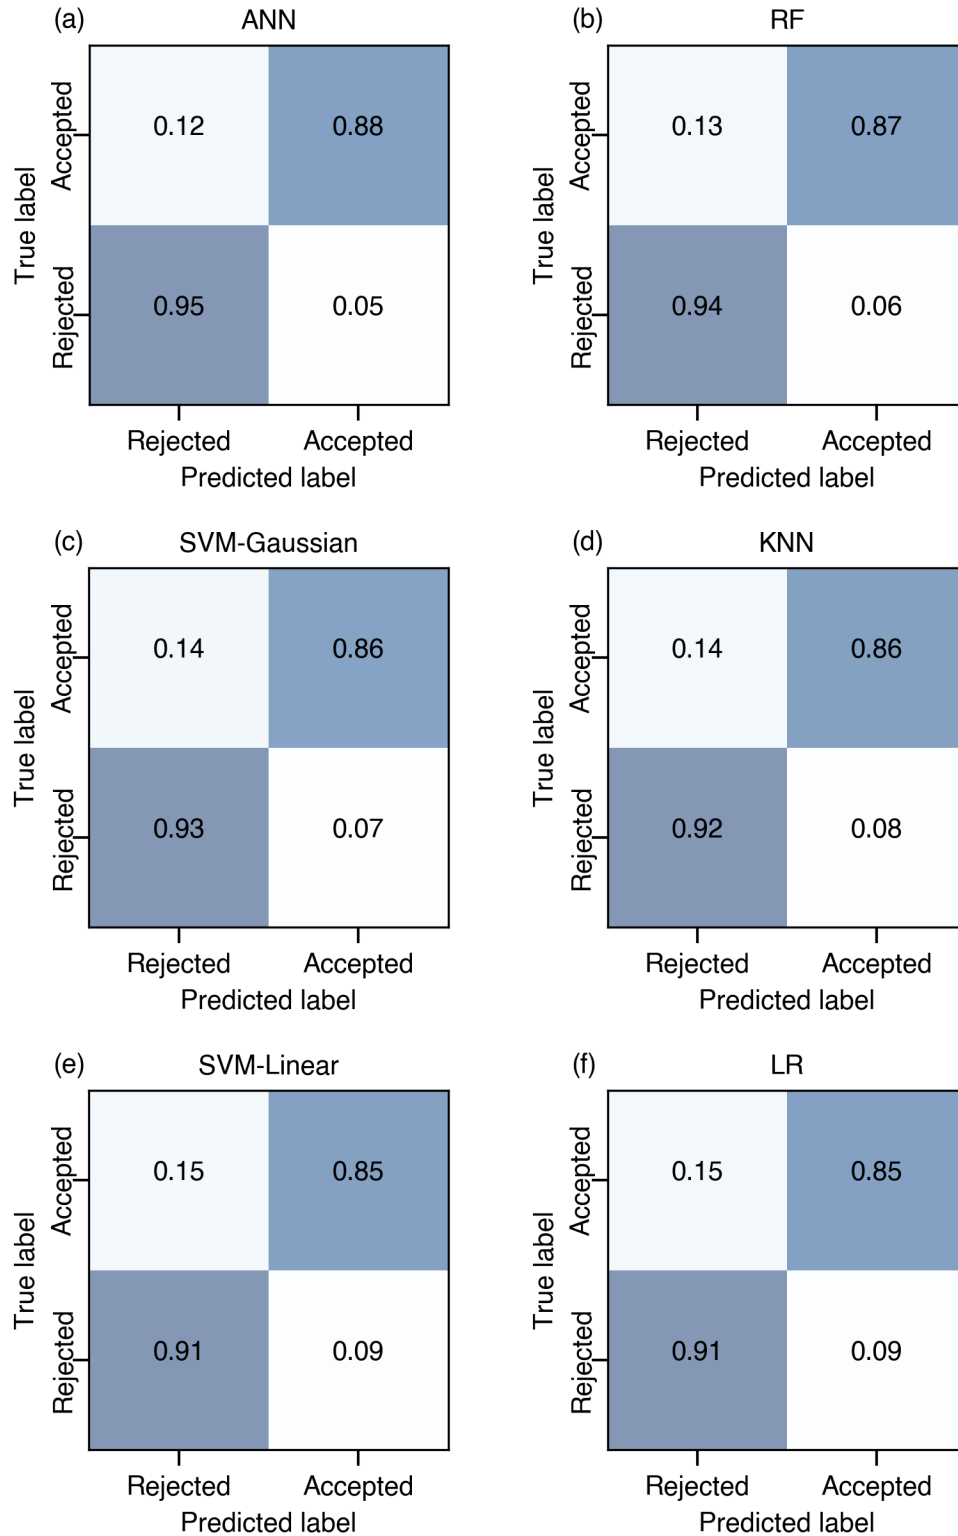 (a) ANN
True label
Accepted
0.12 0.88
Rejected
0.95 0.05
Rejected Accepted
Predicted label
(b) RF
True label
Accepted
0.13 0.87
Rejected
0.94 0.06
Rejected Accepted
Predicted label
(c) SVM-Gaussian
True label
Accepted
0.14 0.86
Rejected
0.93 0.07
Rejected Accepted
Predicted label
(d) KNN
True label
Accepted
0.14 0.86
Rejected
0.92 0.08
Rejected Accepted
Predicted label
(e) SVM-Linear
True label
Accepted
0.15 0.85
Rejected
0.91 0.09
Rejected Accepted
Predicted label
(f) LR
True label
Accepted
0.15 0.85
Rejected
0.91 0.09
Rejected Accepted
Predicted label